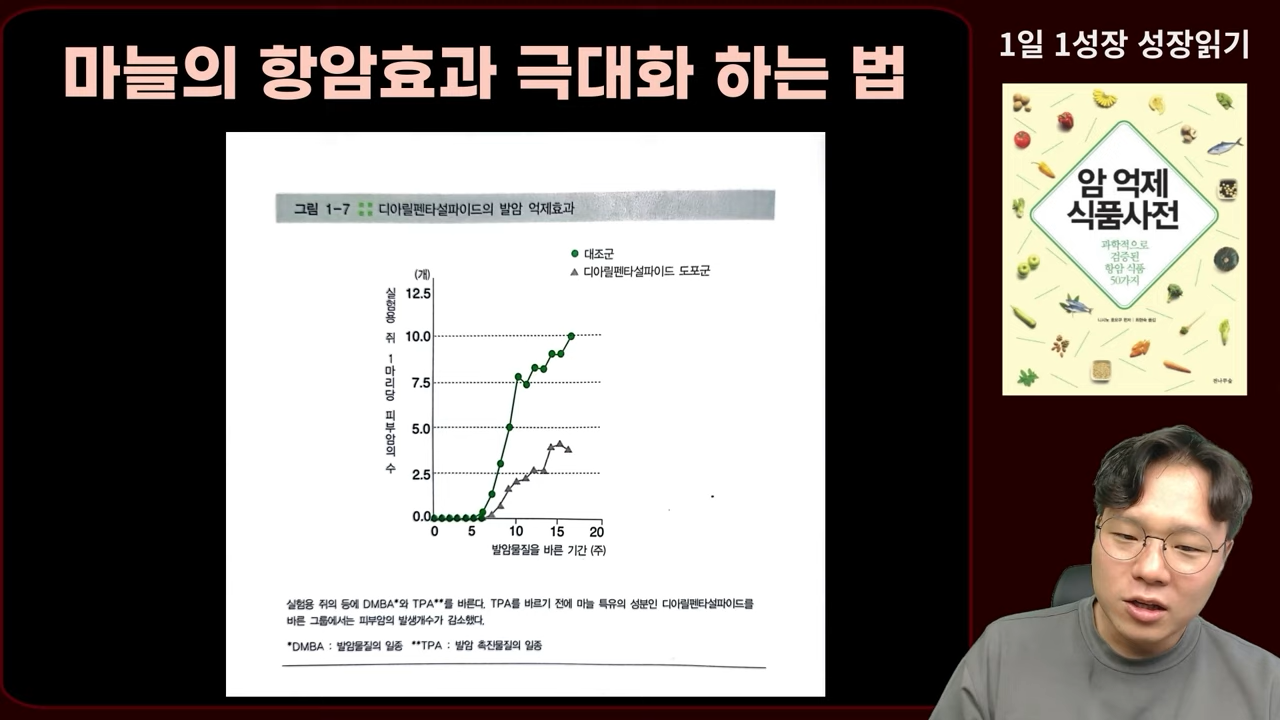 마늘의 항암효과 극대화 하는 법
1일 1성장 성장읽기
그림 1-7 디아릴펜타설파이드의 발암 억제효과
● 대조군
▲ 디아릴펜타설파이드 도포군
(개)
실험용 쥐 1마리당 피부암의 수
12.5
10.0
7.5
5.0
2.5
0.0
0 5 10 15 20
발암물질을 바른 기간 (주)
실험용 쥐의 등에 DMBA*와 TPA**를 바른다. TPA를 바르기 전에 마늘 특유의 성분인 디아릴펜타설파이드를
바른 그룹에서는 피부암의 발생개수가 감소했다.
*DMBA : 발암물질의 일종 **TPA : 발암 촉진물질의 일종
암 억제
식품사전
과학적으로
검증된
항암 식품
50가지
전나무숲